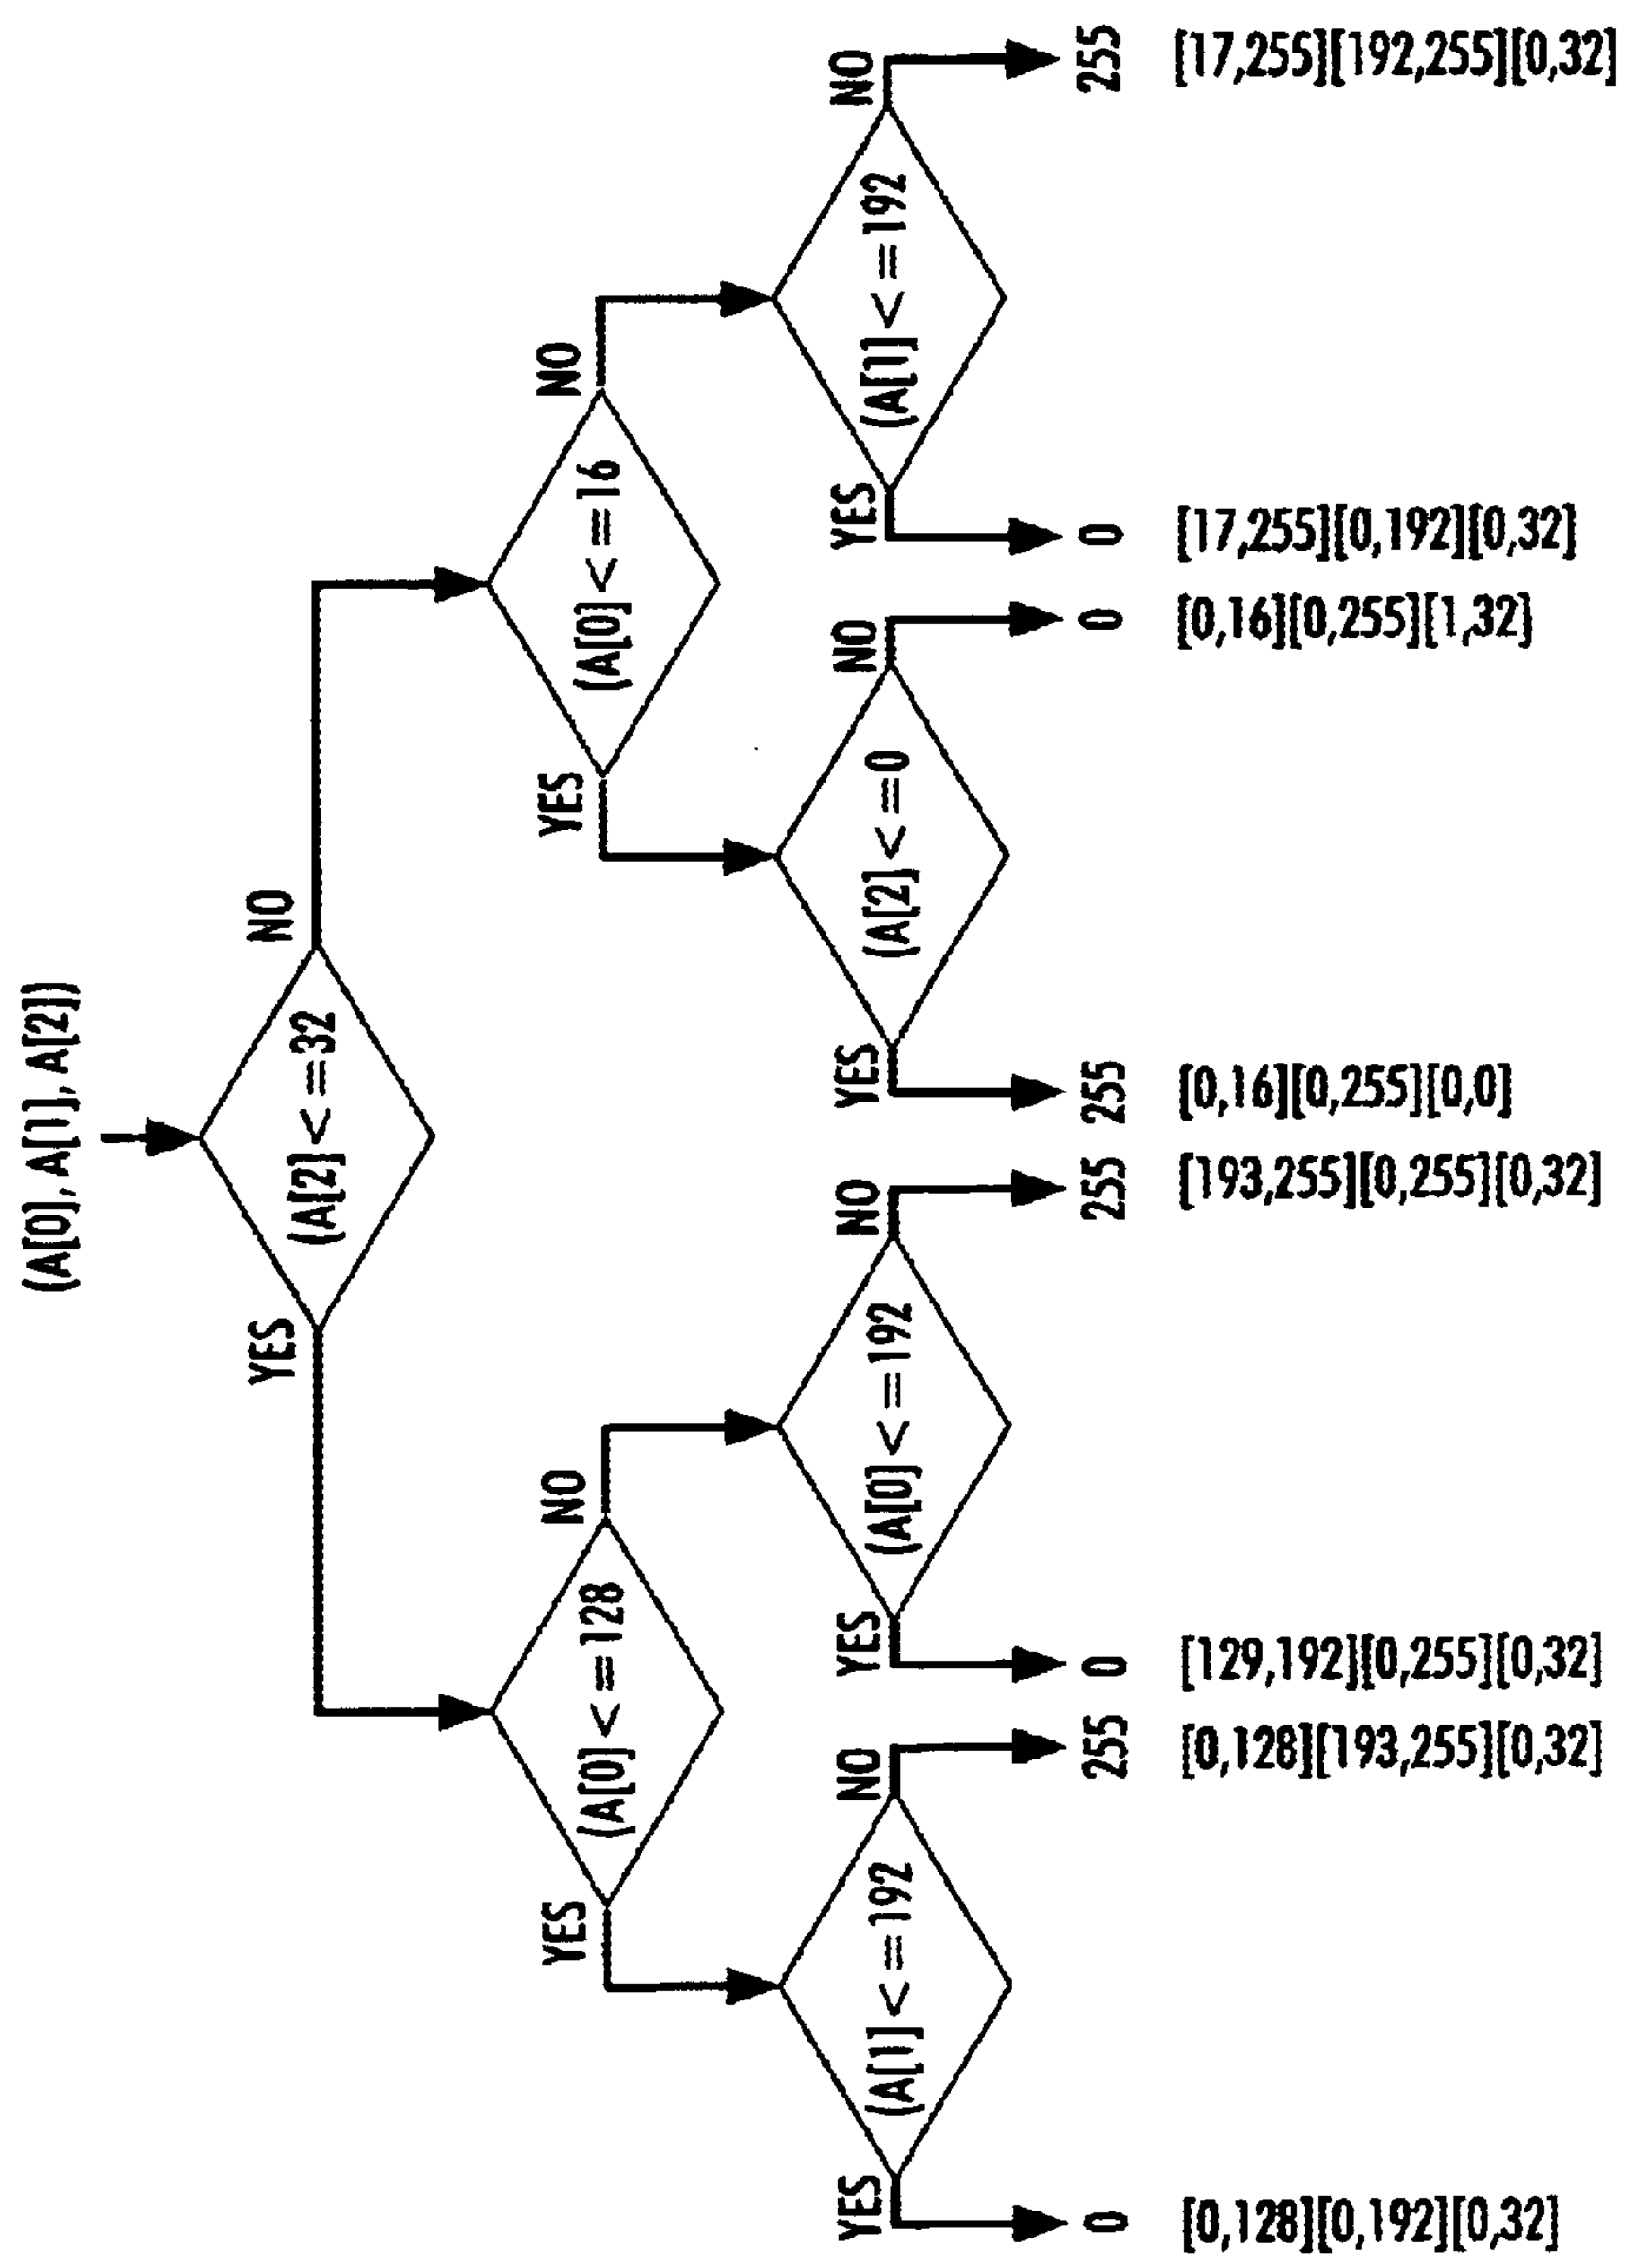 (A[0], A[1], A[2])
(A[2] < =32
YES
NO
(A[0] < =128
YES
NO
(A[0] < =16
YES
NO
(A[1] < =192
YES
NO
(A[0] < =192
YES
NO
(A[2] < =0
YES
NO
(A[1] < =192
YES
NO
0
255
0
255
255
0
0
255
[0,128][0,192][0,32]
[0,128][193,255][0,32]
[129,192][0,255][0,32]
[193,255][0,255][0,32]
[0,16][0,255][0,0]
[0,16][0,255][1,32}
[17,255][0,192][0,32]
[17,255][192,255][0,32]